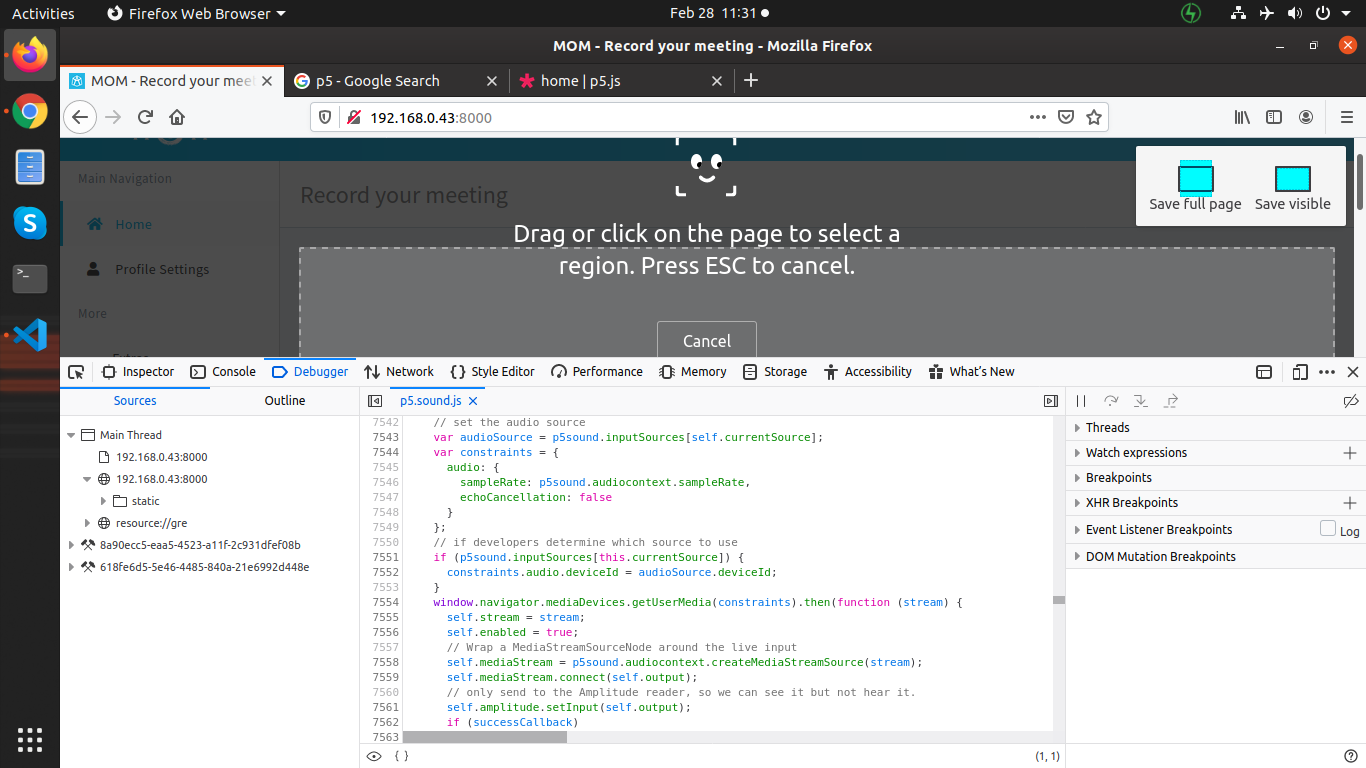 Activities
Firefox Web Browser
Feb 28 11:31
MOM - Record your meeting - Mozilla Firefox
MOM - Record your meet
p5 - Google Search
home | p5.js
192.168.0.43:8000
Main Navigation
Home
Profile Settings
More
Record your meeting
Drag or click on the page to select a
region. Press ESC to cancel.
Cancel
Save full page
Save visible
Inspector
Console
Debugger
Network
Style Editor
Performance
Memory
Storage
Accessibility
What's New
Sources
Outline
p5.sound.js
Main Thread
192.168.0.43:8000
192.168.0.43:8000
static
resource://gre
8a90ecc5-eaa5-4523-a11f-2c931dfef08b
618fe6d5-5e46-4485-840a-21e6992d448e
7542 // set the audio source
7543 var audioSource = p5sound.inputSources[self.currentSource];
7544 var constraints = {
7545 audio: {
7546 sampleRate: p5sound.audiocontext.sampleRate,
7547 echoCancellation: false
7548 }
7549 };
7550 // if developers determine which source to use
7551 if (p5sound.inputSources[this.currentSource]) {
7552 constraints.audio.deviceId = audioSource.deviceId;
7553 }
7554 window.navigator.mediaDevices.getUserMedia(constraints).then(function (stream) {
7555 self.stream = stream;
7556 self.enabled = true;
7557 // Wrap a MediaStreamSourceNode around the live input
7558 self.mediaStream = p5sound.audiocontext.createMediaStreamSource(stream);
7559 self.mediaStream.connect(self.output);
7560 // only send to the Amplitude reader, so we can see it but not hear it.
7561 self.amplitude.setInput(self.output);
7562 if (successCallback)
7563
{ }
(1, 1)
Threads
Watch expressions
Breakpoints
XHR Breakpoints
Event Listener Breakpoints
Log
DOM Mutation Breakpoints